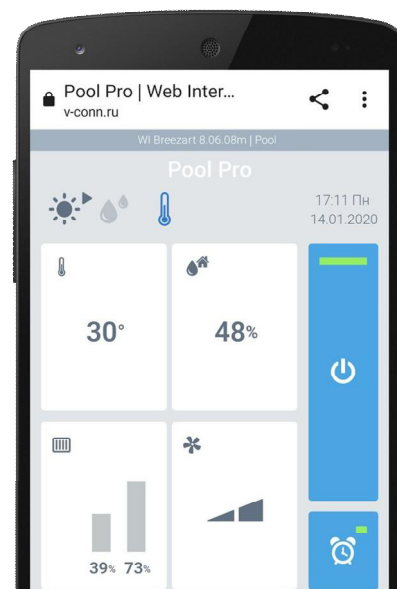 Pool Pro | Web Inter...
v-conn.ru
WI Breezart 8.06.08m | Pool
Pool Pro
17:11 Пн
14.01.2020
30°
48%
39% 73%